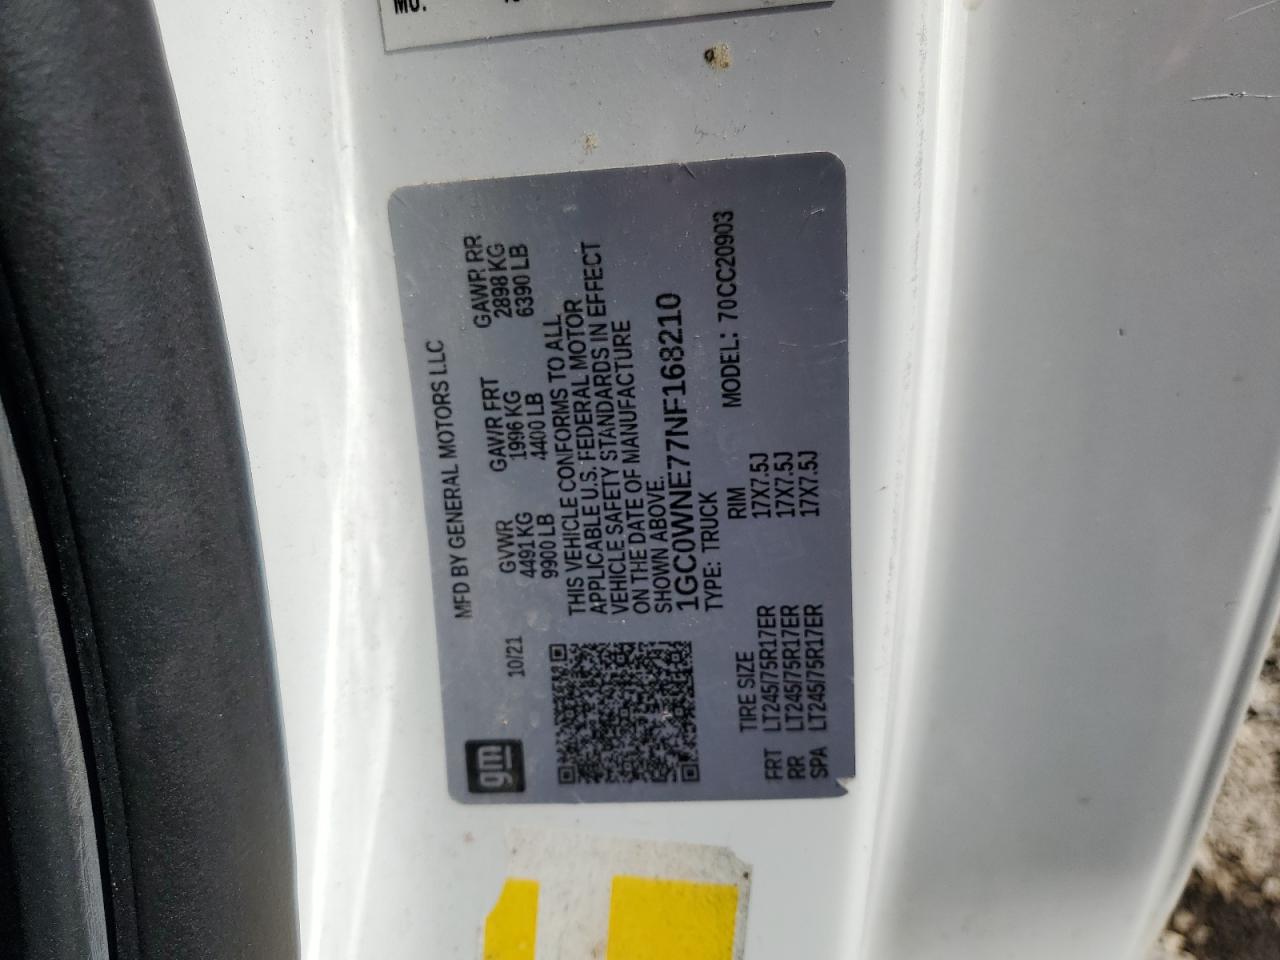 MFD BY GENERAL MOTORS LLC
gm 10/21
GVWR GAWR FRT GAWR RR
4491 KG 1996 KG 2898 KG
9900 LB 4400 LB 6390 LB
THIS VEHICLE CONFORMS TO ALL
APPLICABLE U.S. FEDERAL MOTOR
VEHICLE SAFETY STANDARDS IN EFFECT
ON THE DATE OF MANUFACTURE
SHOWN ABOVE.
1GC0WNE77NF168210
TYPE: TRUCK MODEL: 70CC20903
TIRE SIZE RIM
FRT LT245/75R17ER 17X7.5J
RR LT245/75R17ER 17X7.5J
SPA LT245/75R17ER 17X7.5J